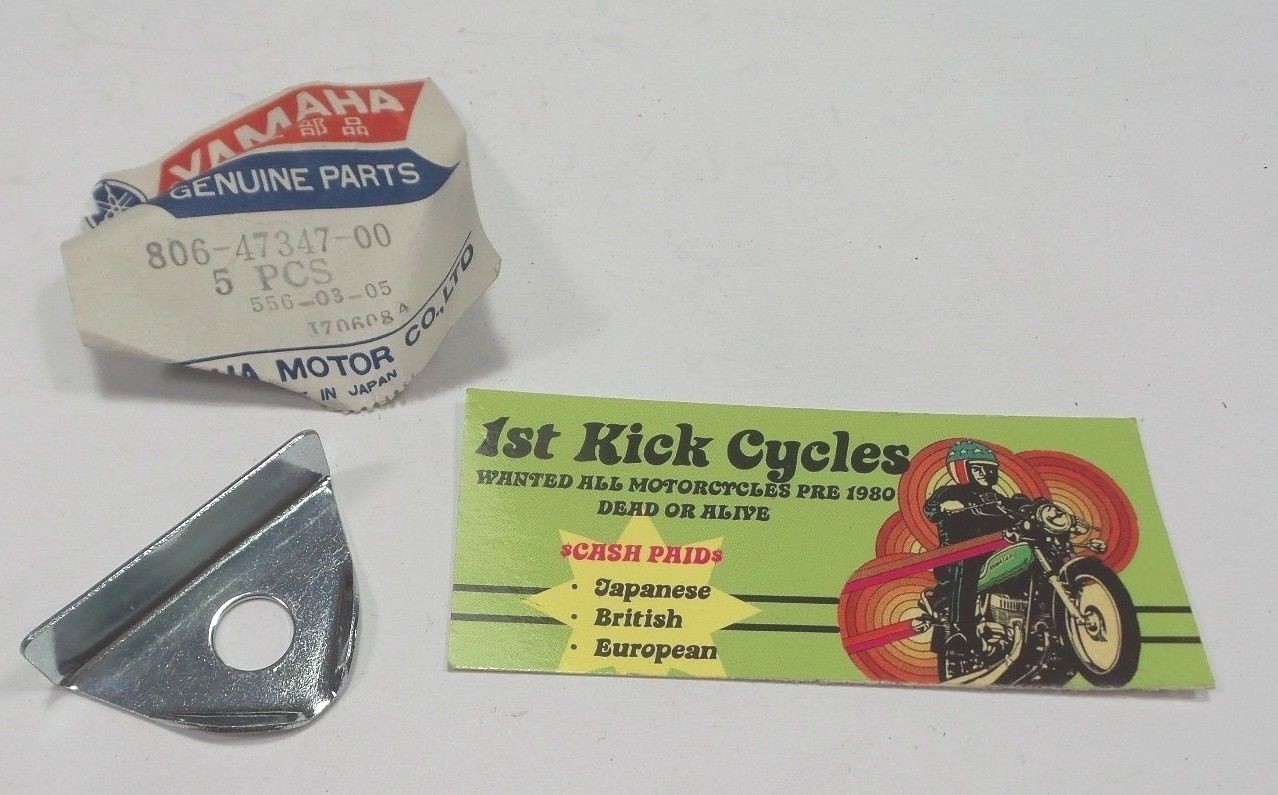 YAMAHA
部品
GENUINE PARTS
806-47347-00
5 PCS
556-03-05
MOTOR CO., LTD
IN JAPAN
1st Kick Cycles
WANTED ALL MOTORCYCLES PRE 1980
DEAD OR ALIVE
$CASH PAID$
· Japanese
· British
· European